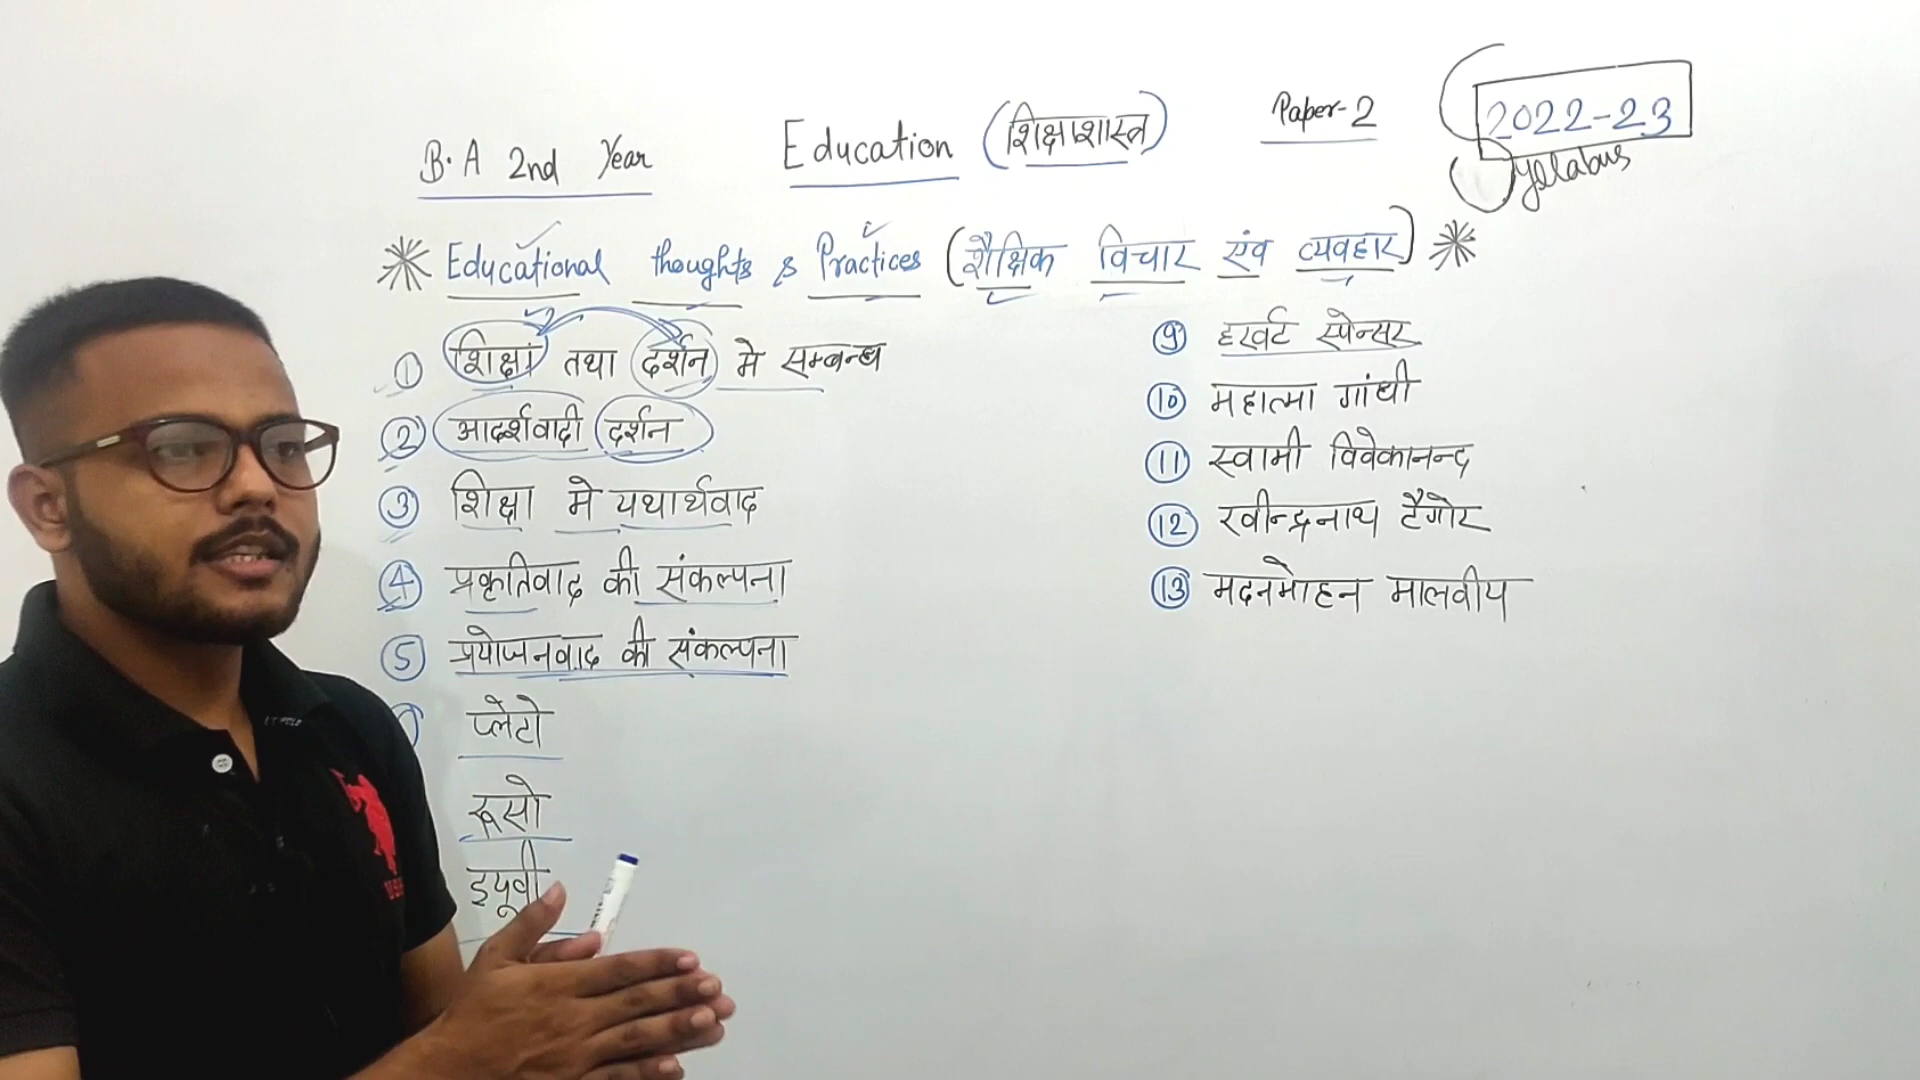 B.A 2nd Year Education (शिक्षाशास्त्र) Paper-2 2022-23
Syllabus
Educational thoughts & Practices (शैक्षिक विचार एंव व्यवहार)
① शिक्षा तथा दर्शन मे सम्बन्ध
② आदर्शवादी दर्शन
③ शिक्षा मे यथार्थवाद
④ प्रकृतिवाद की संकल्पना
⑤ प्रयोजनवाद की संकल्पना
प्लेटो
रूसो
ड्यूवी
⑨ हरबर्ट स्पेन्सर
⑩ महात्मा गांधी
⑪ स्वामी विवेकानन्द
⑫ रवीन्द्रनाथ टैगोर
⑬ मदनमोहन मालवीय